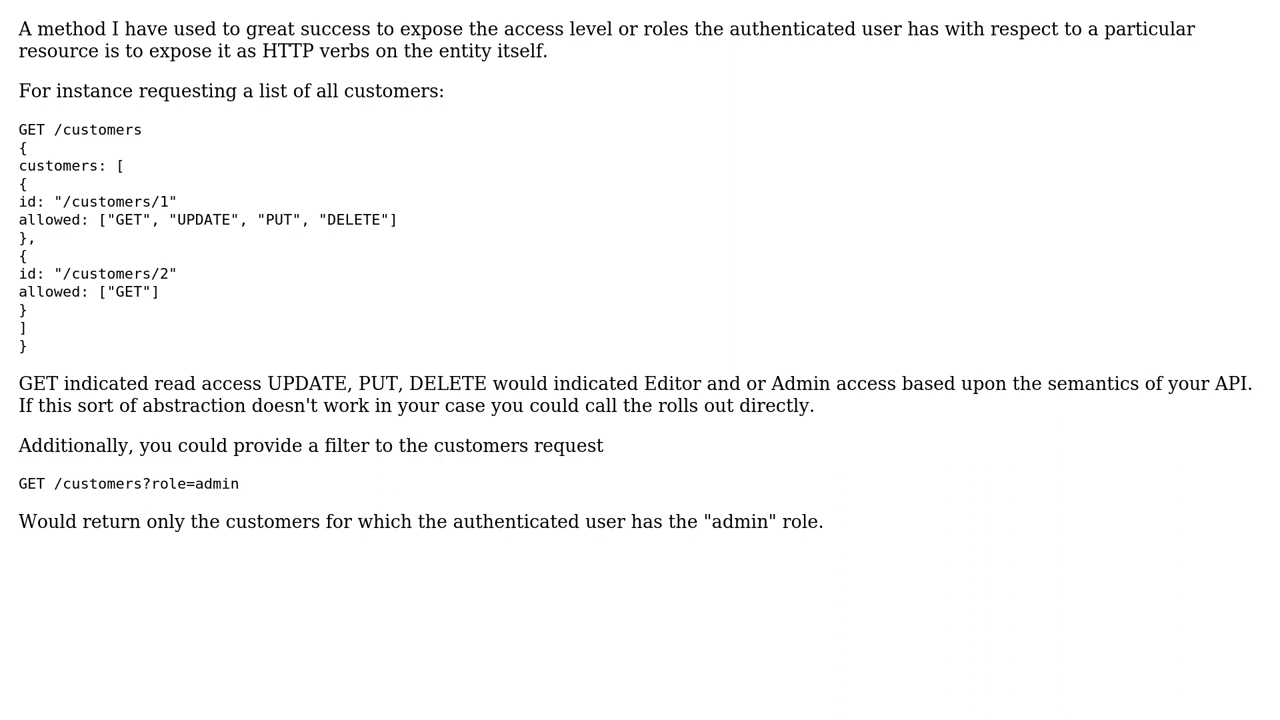 A method I have used to great success to expose the access level or roles the authenticated user has with respect to a particular
resource is to expose it as HTTP verbs on the entity itself.
For instance requesting a list of all customers:
GET /customers
{
customers: [
{
id: "/customers/1"
allowed: ["GET", "UPDATE", "PUT", "DELETE"]
},
{
id: "/customers/2"
allowed: ["GET"]
}
]
}
GET indicated read access UPDATE, PUT, DELETE would indicated Editor and or Admin access based upon the semantics of your API.
If this sort of abstraction doesn't work in your case you could call the rolls out directly.
Additionally, you could provide a filter to the customers request
GET /customers?role=admin
Would return only the customers for which the authenticated user has the "admin" role.